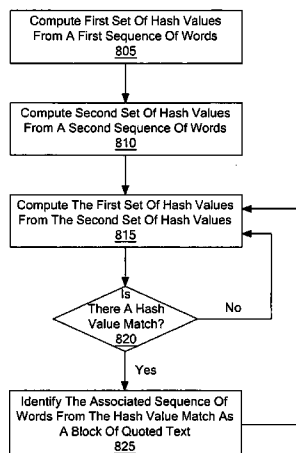 Compute First Set Of Hash Values
From A First Sequence Of Words
805
Compute Second Set Of Hash Values
From A Second Sequence Of Words
810
Compute The First Set Of Hash Values
From The Second Set Of Hash Values
815
Is
There A Hash
Value Match?
820
No
Yes
Identify The Associated Sequence Of
Words From The Hash Value Match As
A Block Of Quoted Text
825